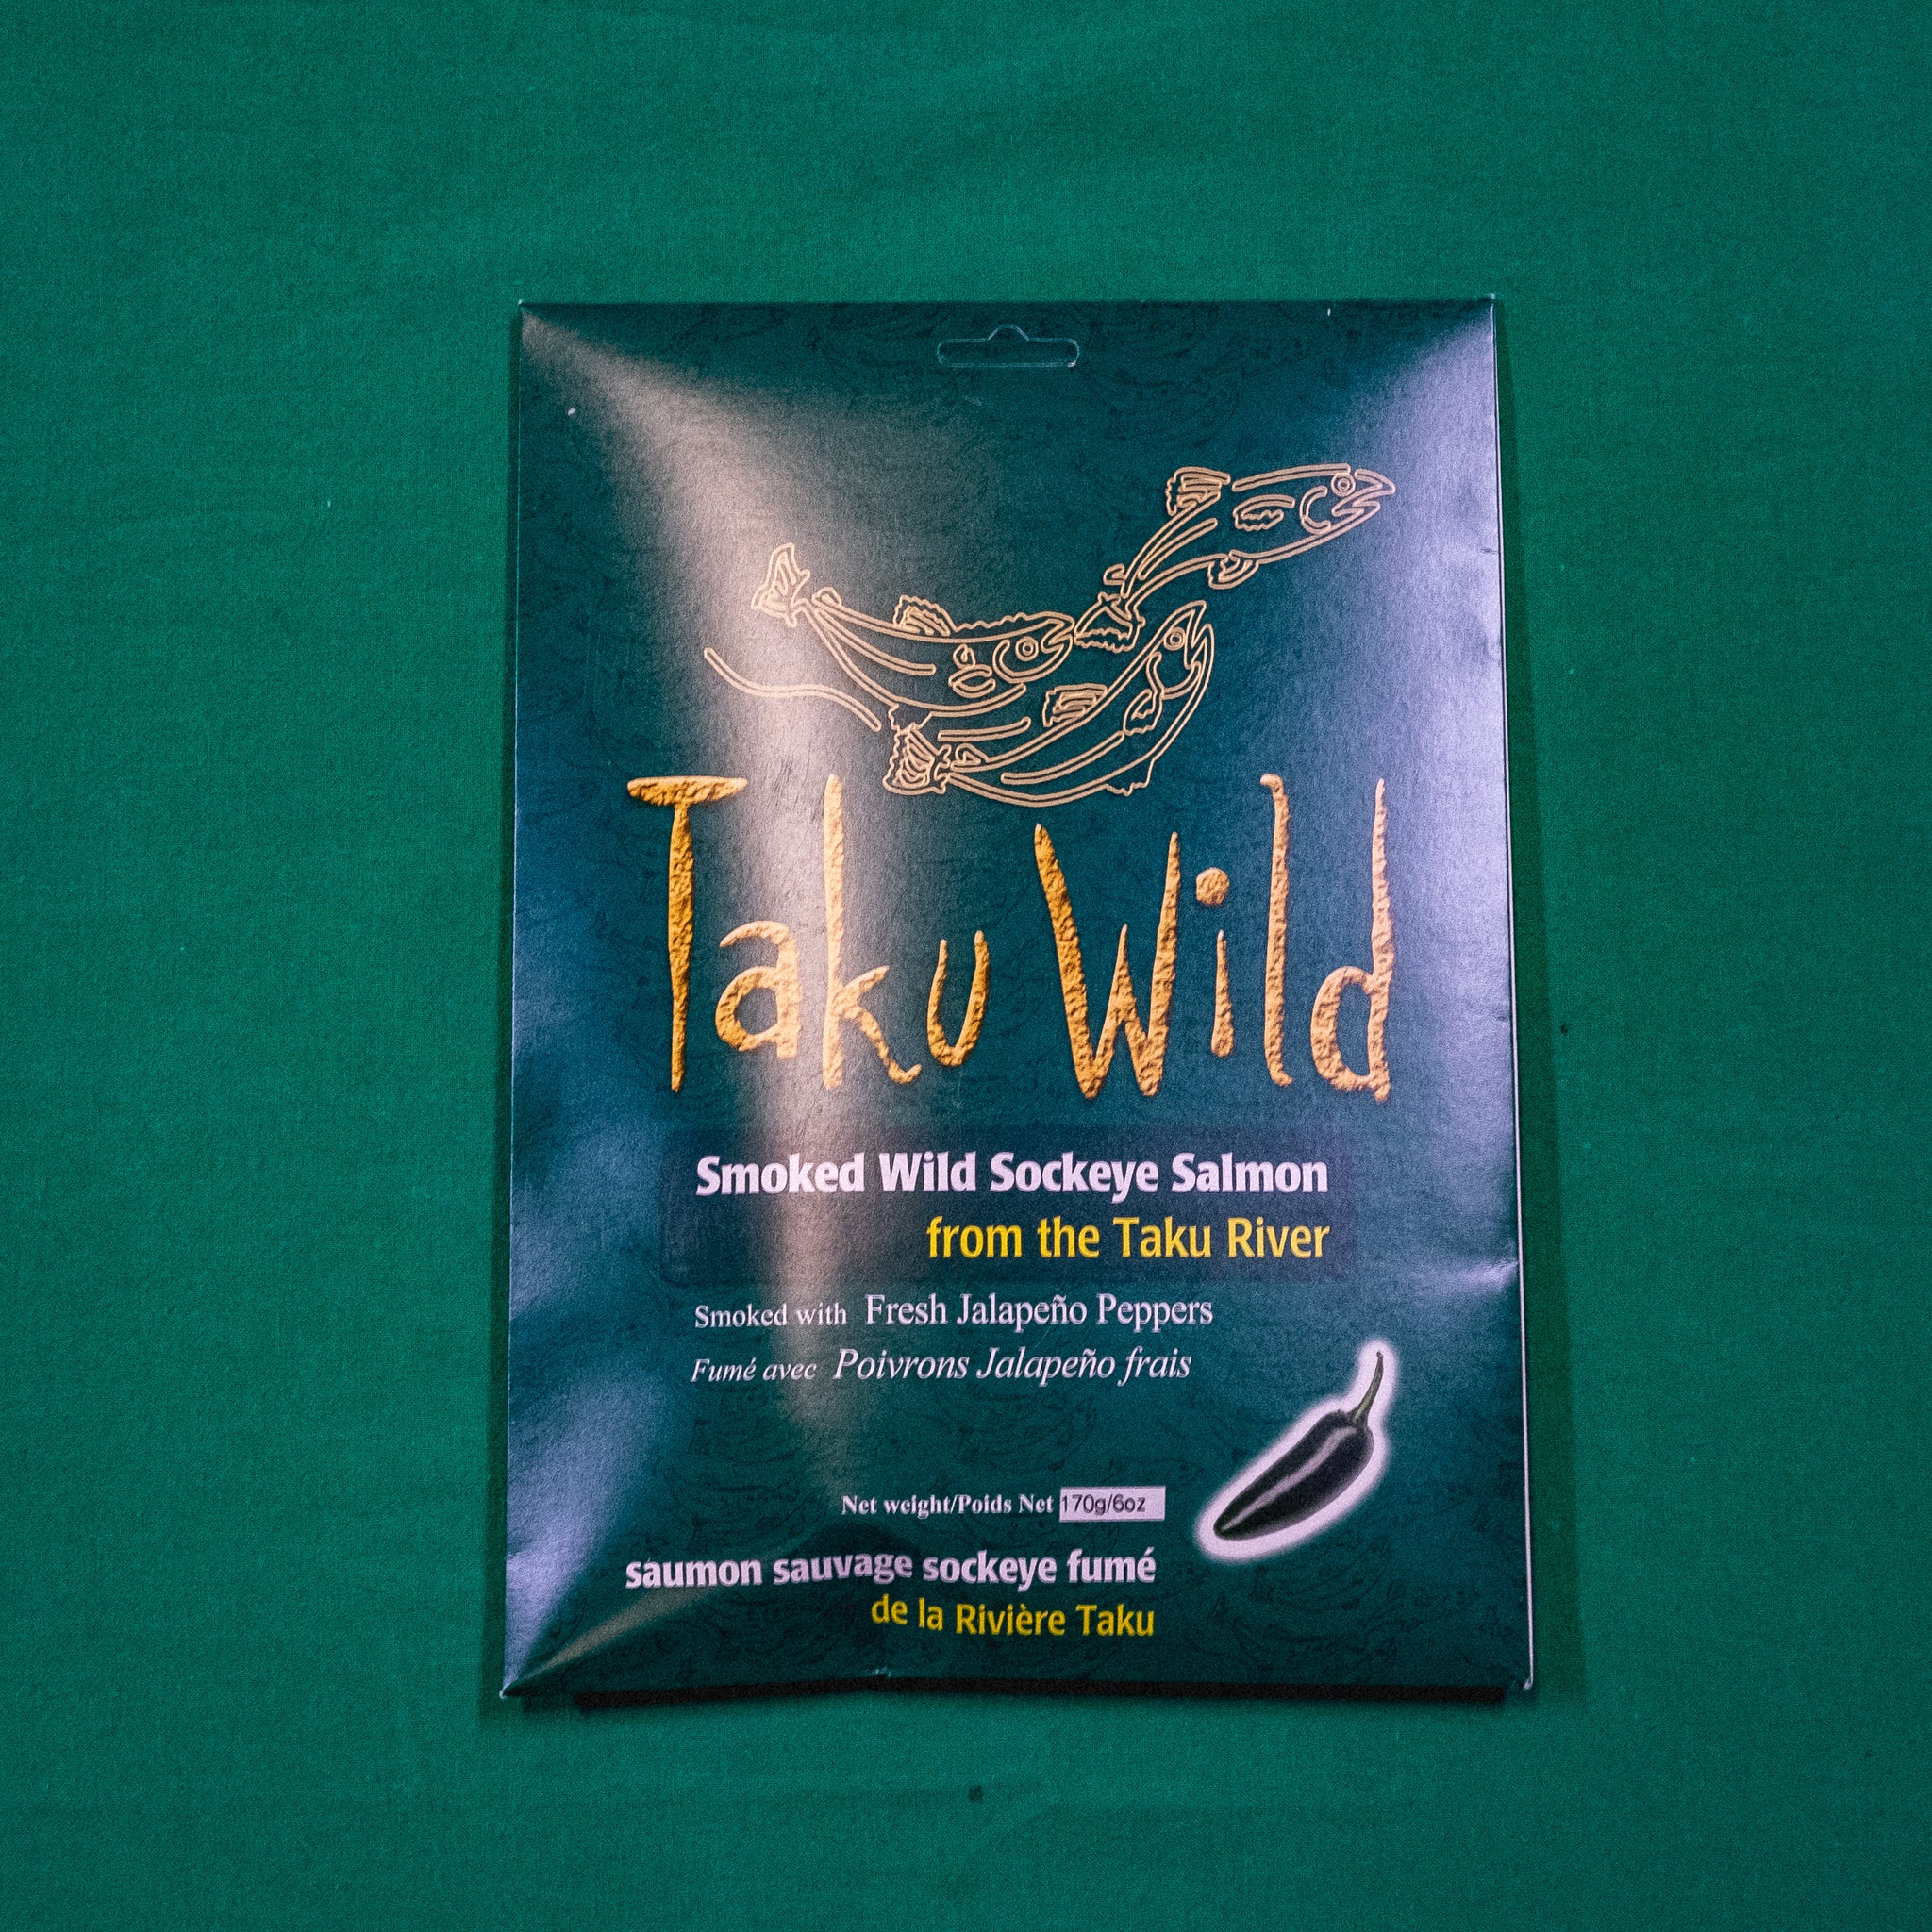 Taku Wild
Smoked Wild Sockeye Salmon
from the Taku River
Smoked with Fresh Jalapeño Peppers
Fumé avec Poivrons Jalapeño frais
Net weight/Poids Net 170g/6oz
saumon sauvage sockeye fumé
de la Rivière Taku